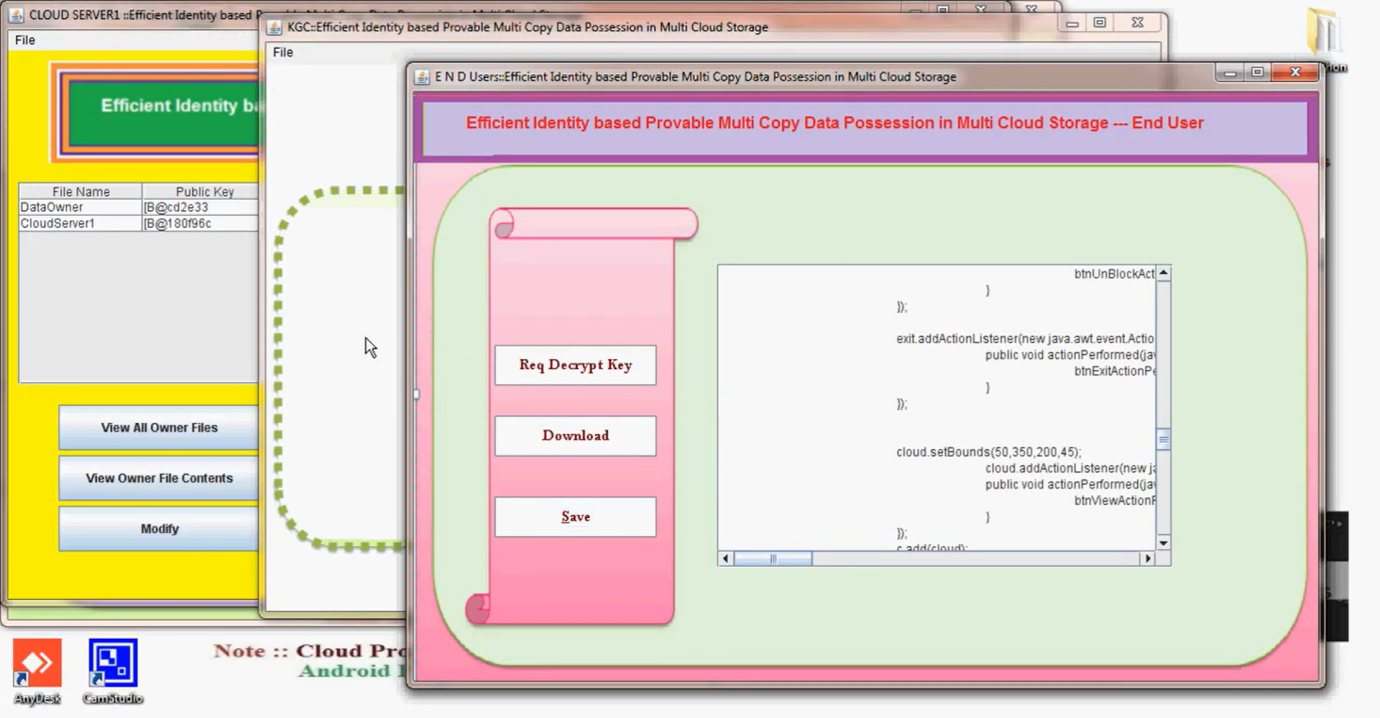 CLOUD SERVER1 ::Efficient Identity based
File
Efficient Identity ba
File Name Public Key
DataOwner [B@cd2e33
CloudServer1 [B@180f96c
View All Owner Files
View Owner File Contents
Modify
KGC::Efficient Identity based Provable Multi Copy Data Possession in Multi Cloud Storage
File
E N D Users::Efficient Identity based Provable Multi Copy Data Possession in Multi Cloud Storage
Efficient Identity based Provable Multi Copy Data Possession in Multi Cloud Storage --- End User
Req Decrypt Key
Download
Save
btnUnBlockAct
}
});
exit.addActionListener(new java.awt.event.Actio
public void actionPerformed(jav
btnExitActionPe
}
});
cloud.setBounds(50,350,200,45);
cloud.addActionListener(new ja
public void actionPerformed(jav
btnViewActionP
}
});
c.add(cloud);
Note :: Cloud Pro
Android
AnyDesk
CamStudio